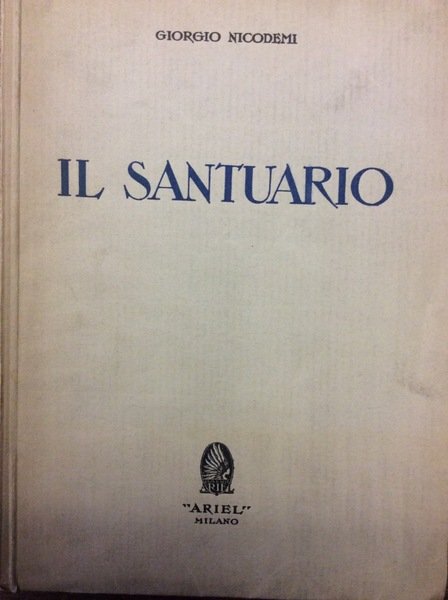 GIORGIO NICODEMI
IL SANTUARIO
ARIEL
"ARIEL"
MILANO